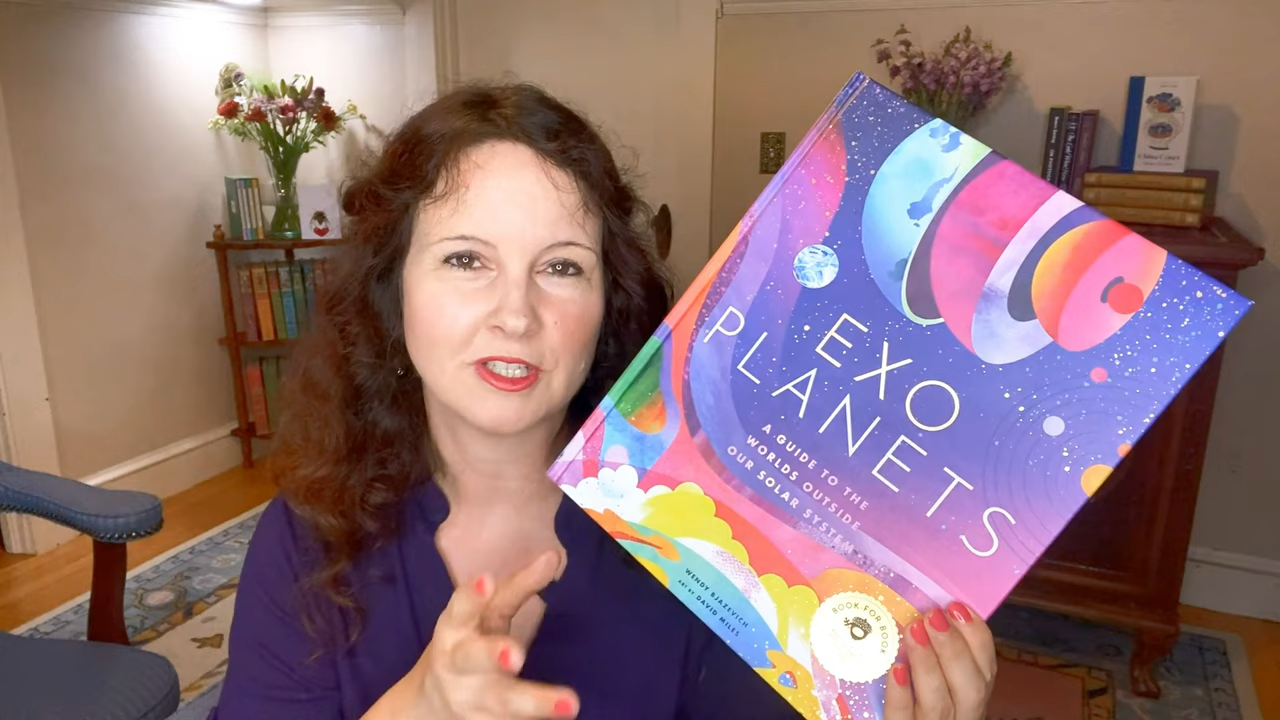 EXO
PLANETS
A GUIDE TO THE
WORLDS OUTSIDE
OUR SOLAR SYSTEM
WENDY BJAZEVICH
ART BY DAVID MILES
BOOK FOR BOOK